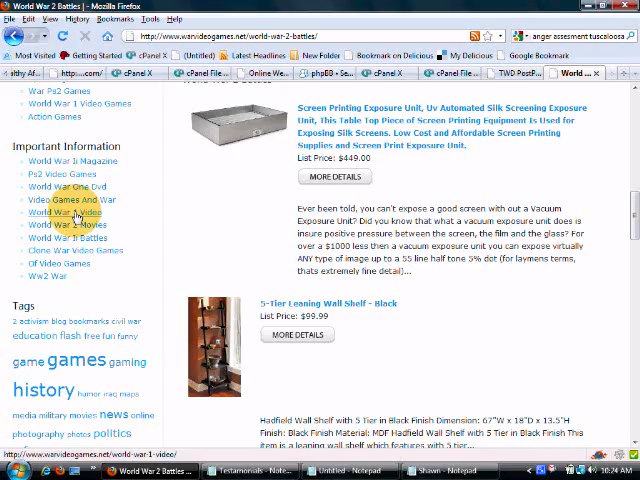 World War 2 Battles | - Mozilla Firefox
File Edit View History Bookmarks Tools Help
http://www.warvideogames.net/world-war-2-battles/
anger assesment tuscaloosa
Most Visited Getting Started cPanel X (Untitled) Latest Headlines Free Hotmail Bookmark on Delicious My Delicious Google Bookmark
http:....com/ cPanel X cPanel File ... Online We... phpBB • Se... cPanel X cPanel File ... TWD PostP... World ...
War Ps2 Games
World War 1 Video Games
Action Games
Important Information
World War Ii Magazine
Ps2 Video Games
World War One Dvd
Video Games And War
World War 1 Video
World War 2 Movies
World War Ii Battles
Clone War Video Games
Of Video Games
Ww2 War
Tags
2 activism blog bookmarks civil war
education flash free fun funny
game games gaming
history humor iraq maps
media military movies news online
photography photos politics
Screen Printing Exposure Unit, Uv Automated Silk Screening Exposure
Unit, This Table Top Piece of Screen Printing Equipment Is Used for
Exposing Silk Screens. Low Cost and Affordable Screen Printing
Supplies and Screen Print Exposure Unit.
List Price: $449.00
MORE DETAILS
Ever been told, you can't expose a good screen with out a Vacuum
Exposure Unit? Did you know that what a vacuum exposure unit does is
insure positive pressure between the screen, the film and the glass? For
over a $1000 less then a vacuum exposure unit you can expose virtually
ANY type of image up to a 55 line half tone 5% dot (for laymens terms,
thats extremely fine detail)...
5-Tier Leaning Wall Shelf - Black
List Price: $99.99
MORE DETAILS
Hadfield Wall Shelf with 5 Tier in Black Finish Dimension: 67"W x 18"D x 13.5"H
Finish: Black Finish Material: MDF Hadfield Wall Shelf with 5 Tier in Black Finish This
item is a leaning wall shelf which features with 5 tier...
http://www.warvideogames.net/world-war-1-video/
World War 2 Battles ... Testamonials - Note... Untitled - Notepad Shawn - Notepad
10:24 AM